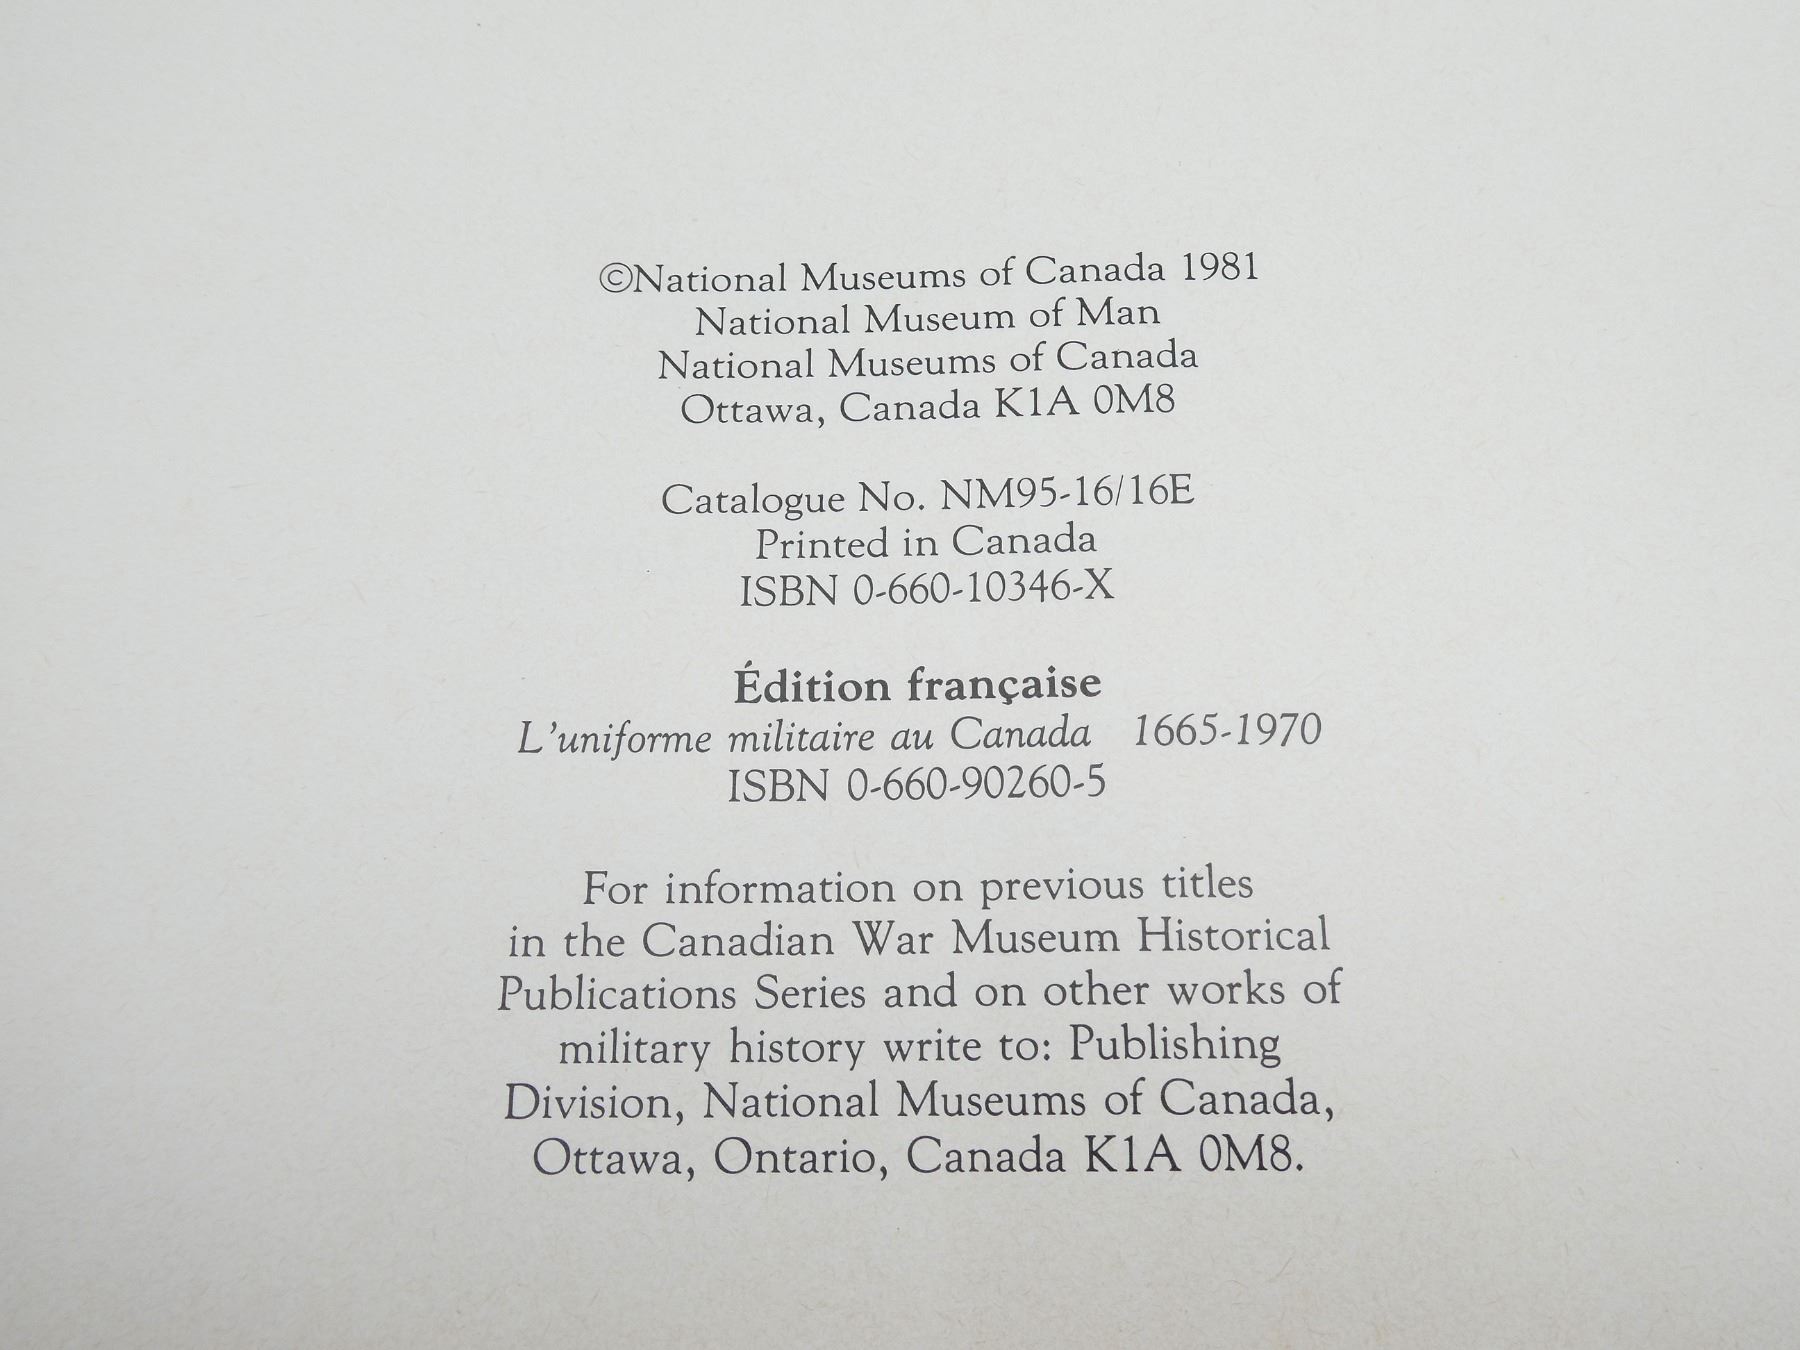 ©National Museums of Canada 1981
National Museum of Man
National Museums of Canada
Ottawa, Canada K1A 0M8
Catalogue No. NM95-16/16E
Printed in Canada
ISBN 0-660-10346-X
Édition française
L'uniforme militaire au Canada 1665-1970
ISBN 0-660-90260-5
For information on previous titles
in the Canadian War Museum Historical
Publications Series and on other works of
military history write to: Publishing
Division, National Museums of Canada,
Ottawa, Ontario, Canada K1A 0M8.